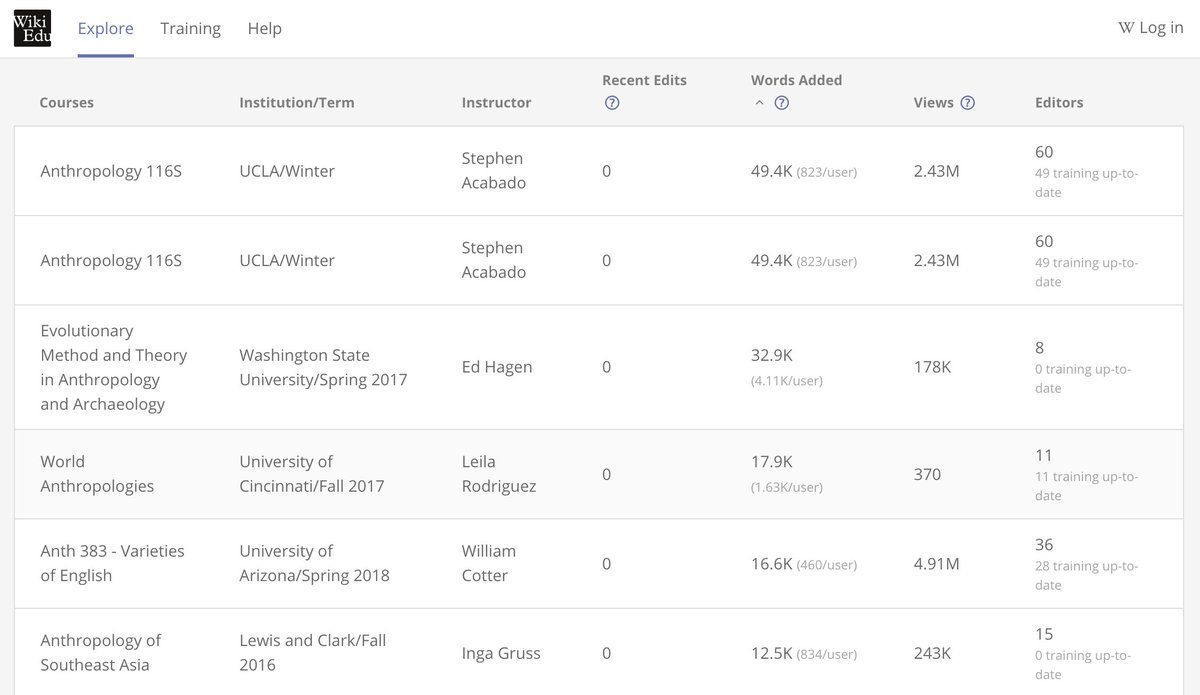 Wiki
Edu
Explore Training Help
W Log in
Courses Institution/Term Instructor Recent Edits ? Words Added ^ ? Views ? Editors
Anthropology 116S
UCLA/Winter
Stephen
Acabado
0
49.4K (823/user)
2.43M
60
49 training up-to-
date
Anthropology 116S
UCLA/Winter
Stephen
Acabado
0
49.4K (823/user)
2.43M
60
49 training up-to-
date
Evolutionary
Method and Theory
in Anthropology
and Archaeology
Washington State
University/Spring 2017
Ed Hagen
0
32.9K
(4.11K/user)
178K
8
0 training up-to-
date
World
Anthropologies
University of
Cincinnati/Fall 2017
Leila
Rodriguez
0
17.9K
(1.63K/user)
370
11
11 training up-to-
date
Anth 383 - Varieties
of English
University of
Arizona/Spring 2018
William
Cotter
0
16.6K (460/user)
4.91M
36
28 training up-to-
date
Anthropology of
Southeast Asia
Lewis and Clark/Fall
2016
Inga Gruss
0
12.5K (834/user)
243K
15
0 training up-to-
date